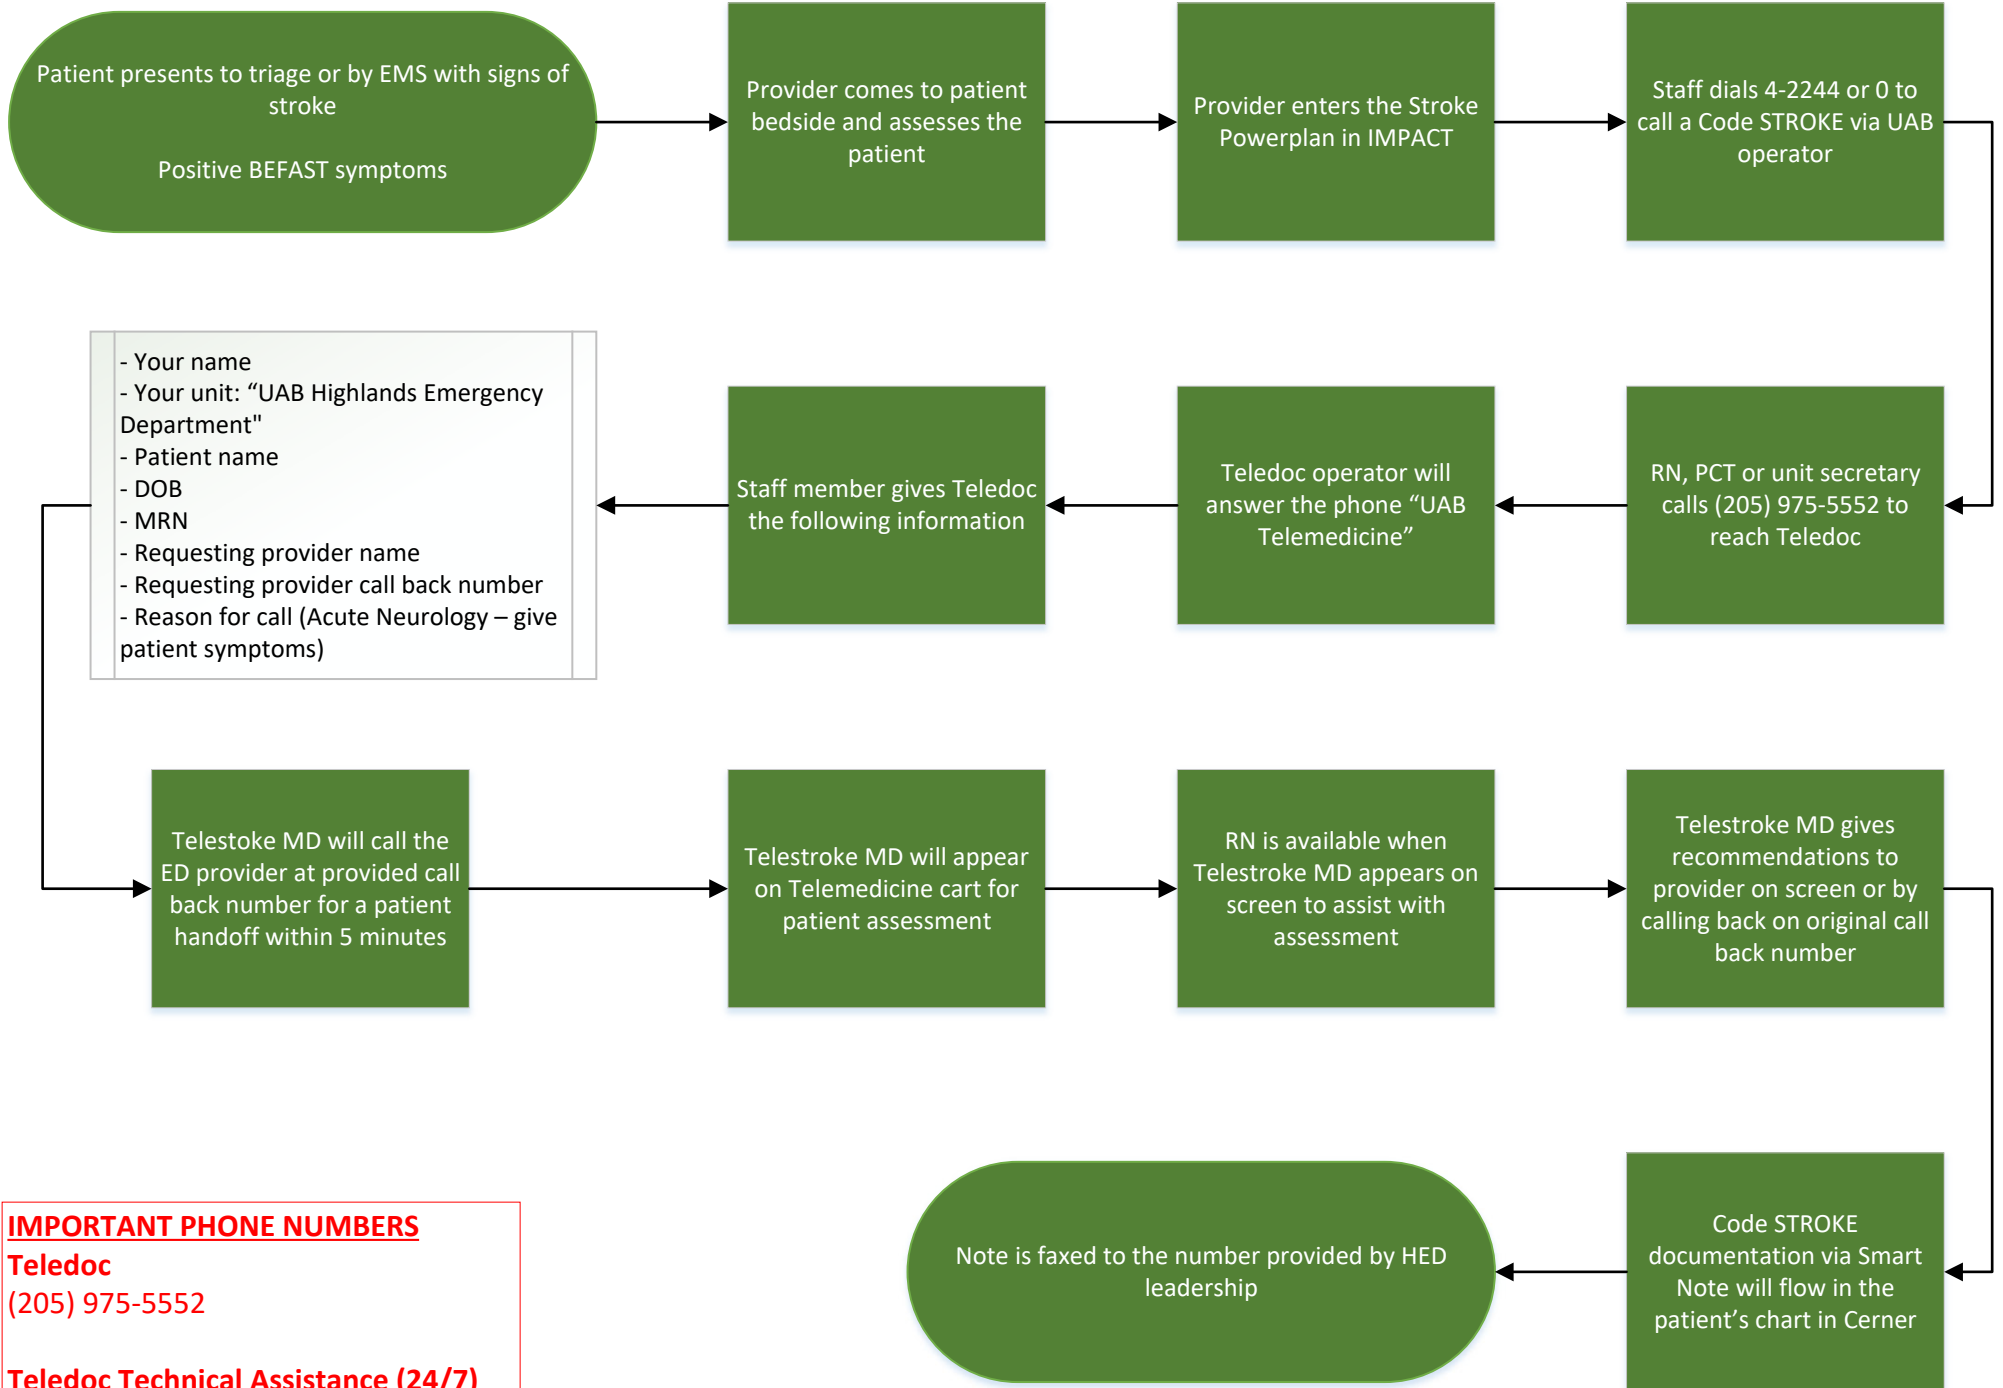 Patient presents to triage or by EMS with signs of
stroke
Positive BEFAST symptoms
Provider comes to patient
bedside and assesses the
patient
Provider enters the Stroke
Powerplan in IMPACT
Staff dials 4-2244 or 0 to
call a Code STROKE via UAB
operator
RN, PCT or unit secretary
calls (205) 975-5552 to
reach Teledoc
Teledoc operator will
answer the phone “UAB
Telemedicine”
Staff member gives Teledoc
the following information
- Your name
- Your unit: “UAB Highlands Emergency
Department"
- Patient name
- DOB
- MRN
- Requesting provider name
- Requesting provider call back number
- Reason for call (Acute Neurology – give
patient symptoms)
Telestoke MD will call the
ED provider at provided call
back number for a patient
handoff within 5 minutes
Telestroke MD will appear
on Telemedicine cart for
patient assessment
RN is available when
Telestroke MD appears on
screen to assist with
assessment
Telestroke MD gives
recommendations to
provider on screen or by
calling back on original call
back number
Code STROKE
documentation via Smart
Note will flow in the
patient’s chart in Cerner
Note is faxed to the number provided by HED
leadership
IMPORTANT PHONE NUMBERS
Teledoc
(205) 975-5552
Teledoc Technical Assistance (24/7)